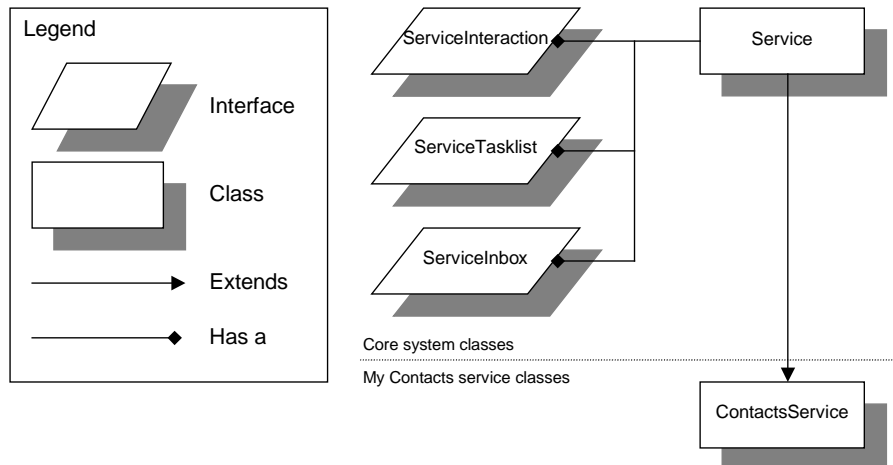 Legend
Interface
Class
Extends
Has a
ServiceInteraction
Service
ServiceTasklist
ServiceInbox
Core system classes
My Contacts service classes
ContactsService